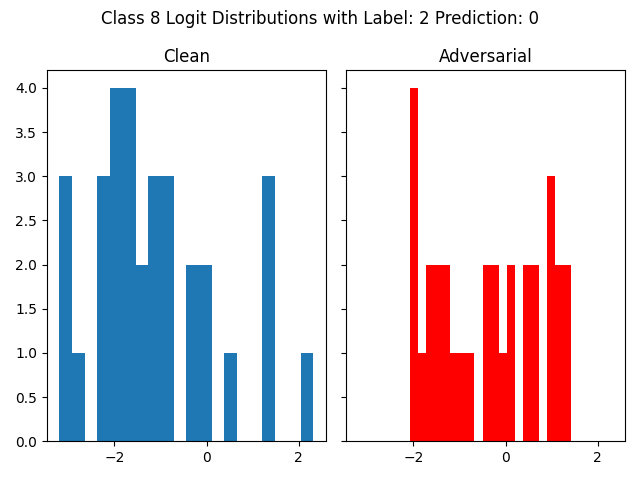 Class 8 Logit Distributions with Label: 2 Prediction: 0
Clean
Adversarial
4.0
3.5
3.0
2.5
2.0
1.5
1.0
0.5
0.0
−2 0 2
−2 0 2